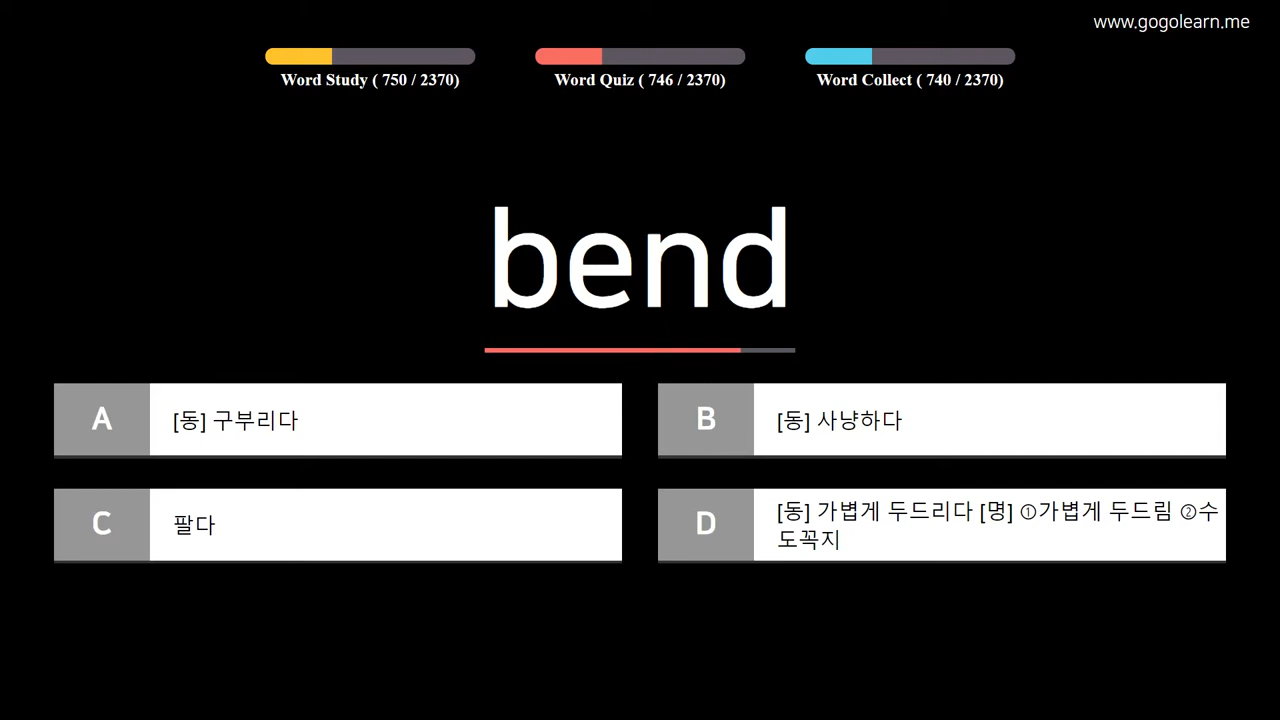 www.gogolearn.me
Word Study ( 750 / 2370)
Word Quiz ( 746 / 2370)
Word Collect ( 740 / 2370)
bend
A
[동] 구부리다
B
[동] 사냥하다
C
팔다
D
[동] 가볍게 두드리다 [명] ①가볍게 두드림 ②수
도꼭지